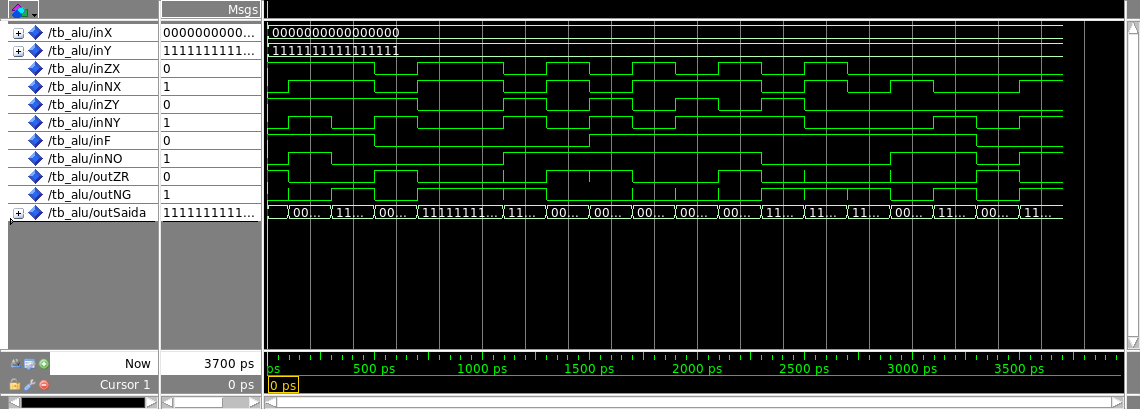 Msgs
/tb_alu/inX 0000000000... 0000000000000000
/tb_alu/inY 1111111111... 1111111111111111
/tb_alu/inZX 0
/tb_alu/inNX 1
/tb_alu/inZY 0
/tb_alu/inNY 1
/tb_alu/inF 0
/tb_alu/inNO 1
/tb_alu/outZR 0
/tb_alu/outNG 1
/tb_alu/outSaida 1111111111... 00... 11... 00... 11111111... 11... 00... 00... 00... 00... 00... 11... 11... 11... 00... 11... 00... 11...
Now 3700 ps ps 500 ps 1000 ps 1500 ps 2000 ps 2500 ps 3000 ps 3500 ps
Cursor 1 0 ps 0 ps